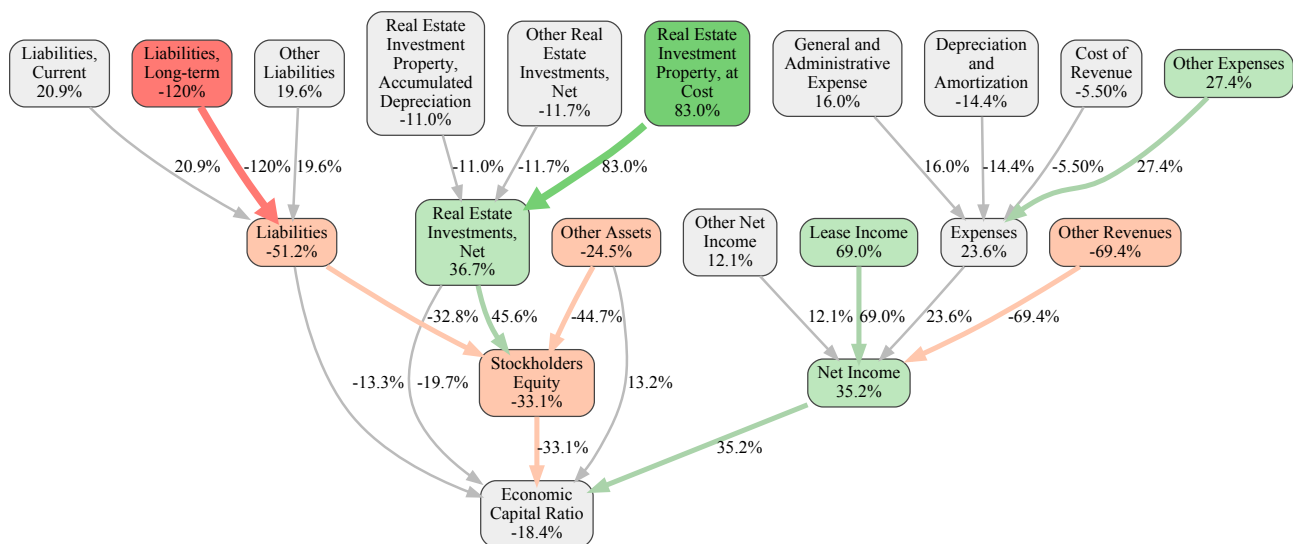 Liabilities,
Current
20.9%
Liabilities,
Long-term
-120%
Other
Liabilities
19.6%
Real Estate
Investment
Property,
Accumulated
Depreciation
-11.0%
Other Real
Estate
Investments,
Net
-11.7%
Real Estate
Investment
Property, at
Cost
83.0%
General and
Administrative
Expense
16.0%
Depreciation
and
Amortization
-14.4%
Cost of
Revenue
-5.50%
Other Expenses
27.4%
20.9%
-120%
19.6%
-11.0%
-11.7%
83.0%
16.0%
-14.4%
-5.50%
27.4%
Liabilities
-51.2%
Real Estate
Investments,
Net
36.7%
Other Assets
-24.5%
Other Net
Income
12.1%
Lease Income
69.0%
Expenses
23.6%
Other Revenues
-69.4%
-32.8%
45.6%
-44.7%
12.1%
69.0%
23.6%
-69.4%
-13.3%
-19.7%
Stockholders
Equity
-33.1%
13.2%
Net Income
35.2%
-33.1%
35.2%
Economic
Capital Ratio
-18.4%